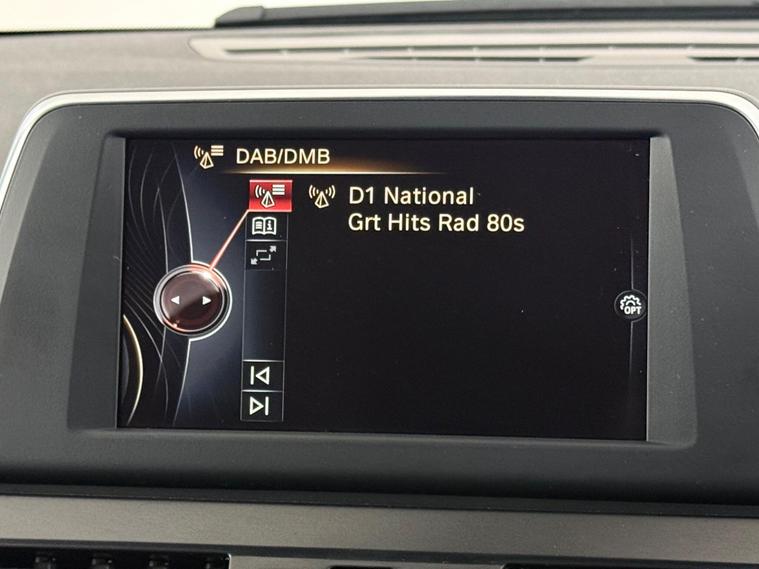 DAB/DMB
D1 National
Grt Hits Rad 80s
OPT